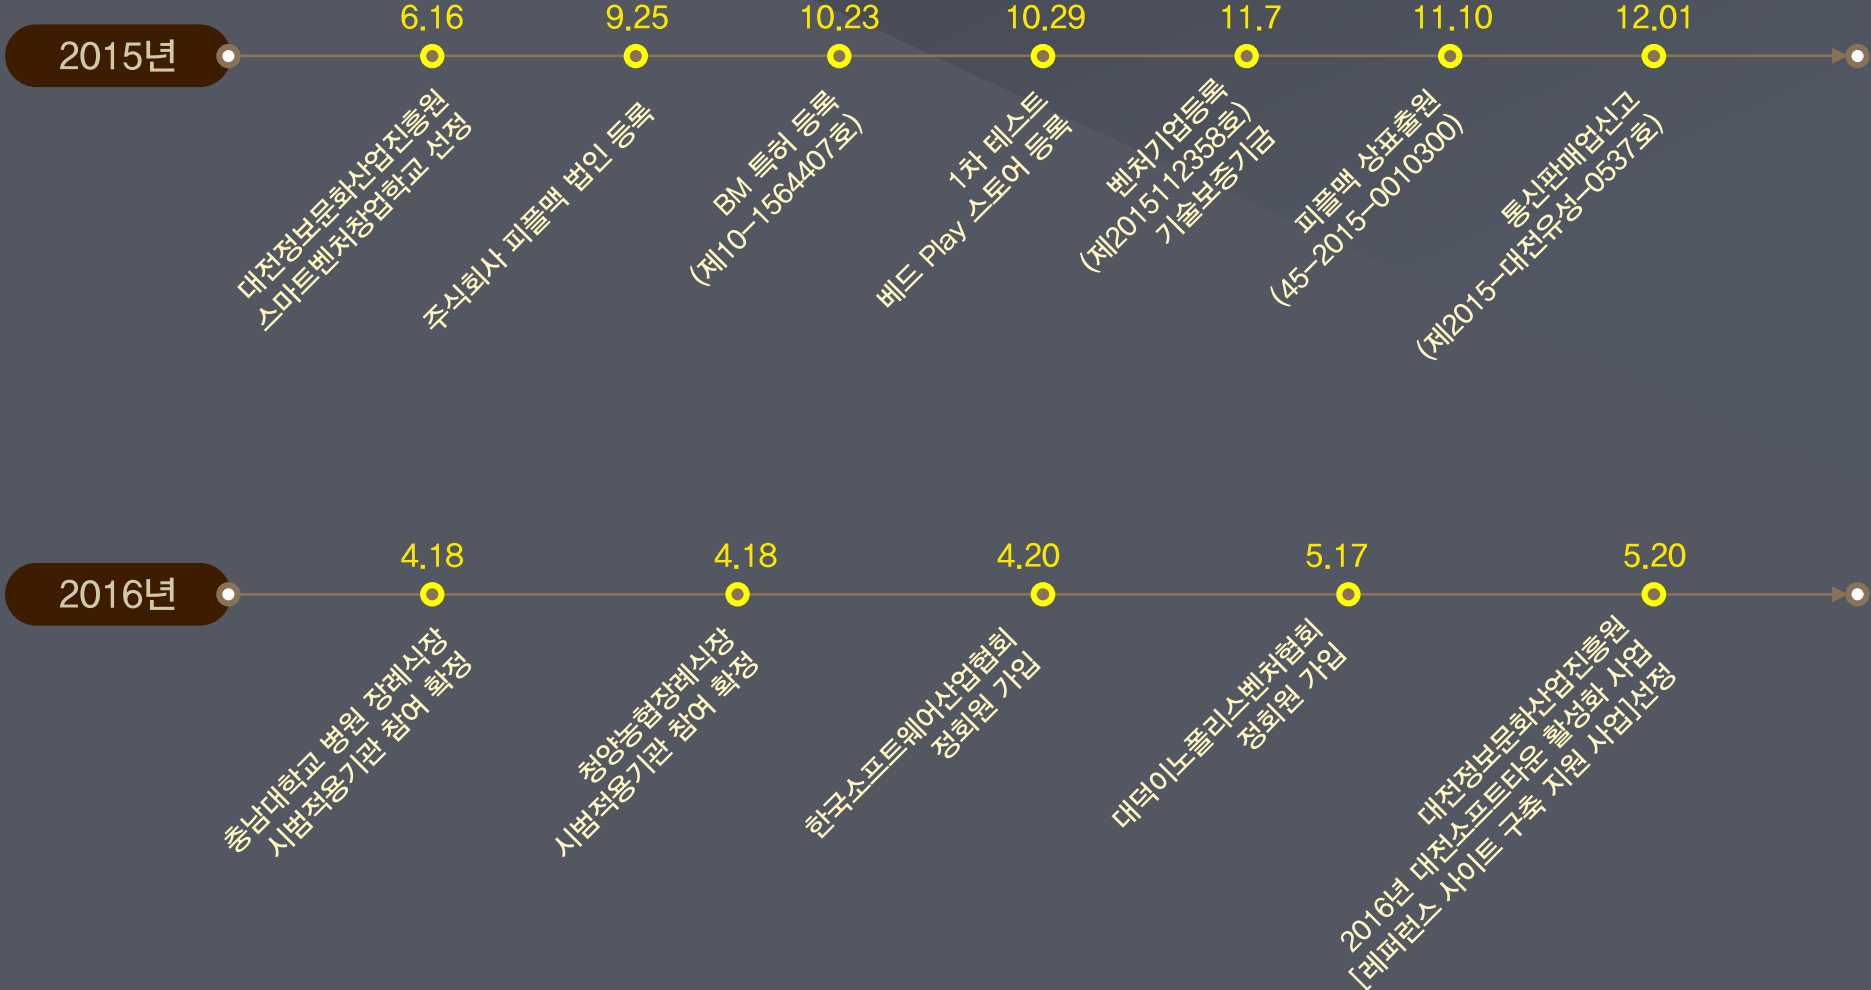 2015년
6.16
대전정보문화산업진흥원
스마트벤처창업학교 선정
9.25
주식회사 피플맥 법인 등록
10.23
BM 특허 등록
(제10-1564407호)
10.29
1차 테스트
베드 Play 스토어 등록
11.7
벤처기업등록
(제20151112358호)
기술보증기금
11.10
피플맥 상표출원
(45-2015-0010300)
12.01
통신판매업신고
(제2015-대전유성-0537호)
2016년
4.18
충남대학교 병원 장례식장
시범적용기관 참여 확정
4.18
청양농협장례식장
시범적용기관 참여 확정
4.20
한국소프트웨어산업협회
정회원 가입
5.17
대덕이노폴리스벤처협회
정회원 가입
5.20
대전정보문화산업진흥원
2016년 대전소프트타운 활성화 사업
[레퍼런스 사이트 구축 지원 사업]선정